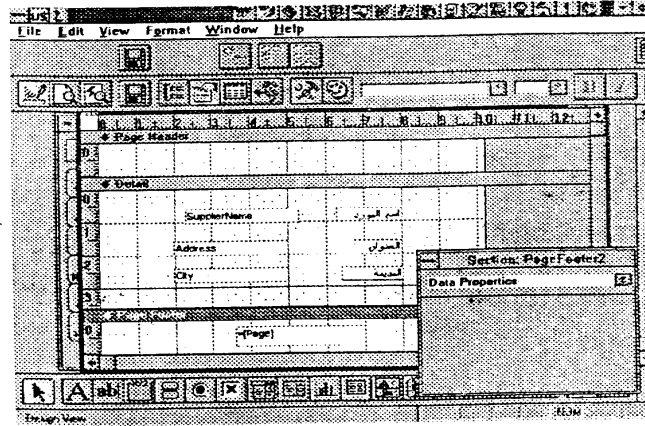 File Edit View Format Window Help
Page Header
Detail
SupplierName اسم المورد
Address العنوان
City المدينة
=[Page]
Section: PageFooter2
Data Properties
Design View
NUM